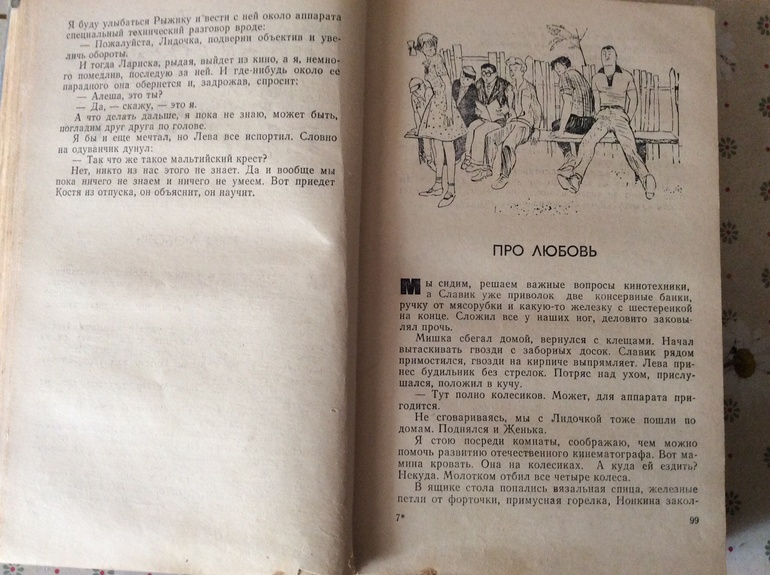 Я буду улыбаться Рыжику и вести с ней около аппарата
специальный технический разговор вроде:
— Пожалуйста, Лидочка, подверни объектив и уве-
личь обороты.
И тогда Лариска, рыдая, выйдет из кино, а я, немно-
го помедлив, последую за ней. И где-нибудь около ее
парадного она обернется и, задрожав, спросит:
— Алеша, это ты?
— Да, — скажу, — это я.
А что делать дальше, я пока не знаю, может быть,
погладим друг друга по голове.
Я бы и еще мечтал, но Лева все испортил. Словно
на одуванчик дунул:
— Так что же такое мальтийский крест?
Нет, никто из нас этого не знает. Да и вообще мы
пока ничего не знаем и ничего не умеем. Вот приедет
Костя из отпуска, он объяснит, он научит.
ПРО ЛЮБОВЬ
Мы сидим, решаем важные вопросы кинотехники,
а Славик уже приволок две консервные банки,
ручку от мясорубки и какую-то железку с шестеренкой
на конце. Сложил все у наших ног, деловито заковы-
лял прочь.
Мишка сбегал домой, вернулся с клещами. Начал
вытаскивать гвозди с заборных досок. Славик рядом
примостился, гвозди на кирпиче выпрямляет. Лева при-
нес будильник без стрелок. Потряс над ухом, прислу-
шался, положил в кучу.
— Тут полно колесиков. Может, для аппарата при-
годится.
Не сговариваясь, мы с Лидочкой тоже пошли по
домам. Поднялся и Женька.
Я стою посреди комнаты, соображаю, чем можно
помочь развитию отечественного кинематографа. Вот ма-
мина кровать. Она на колесиках. А куда ей ездить?
Некуда. Молотком отбил все четыре колеса.
В ящике стола попались вязальная спица, железные
петли от форточки, примусная горелка, Нонкина закол-
7*
99